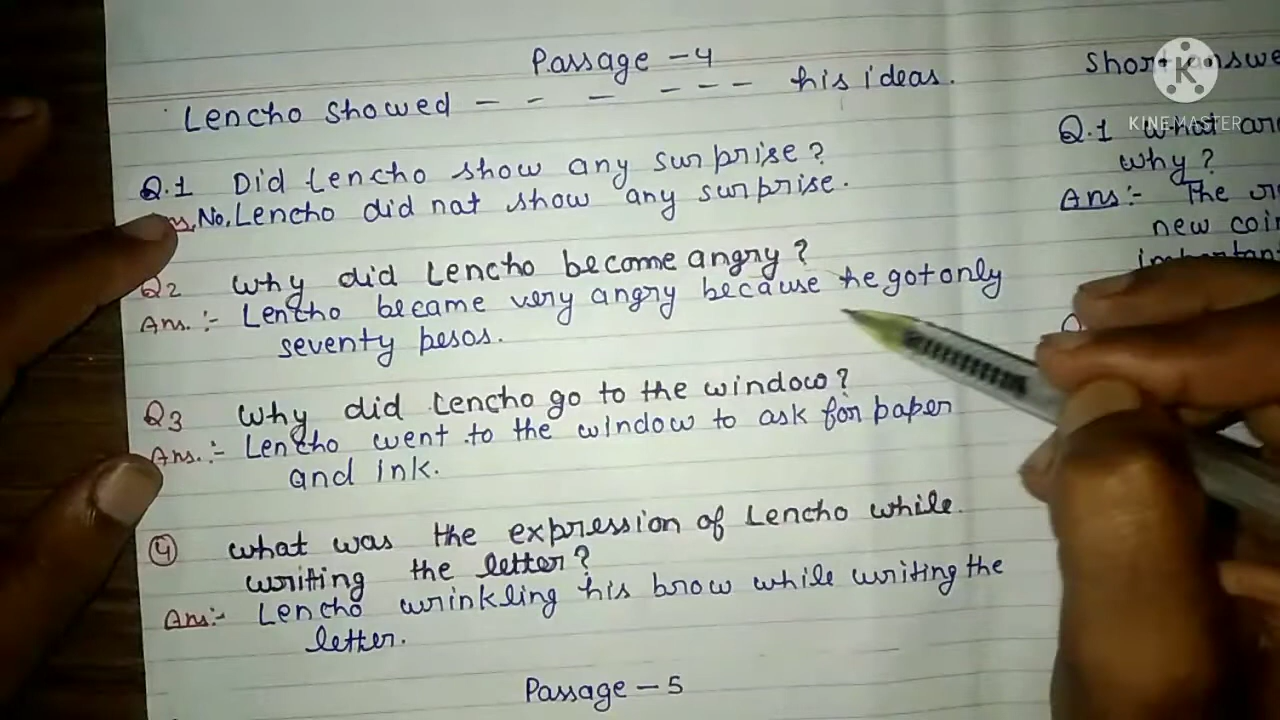 Passage - 4
Lencho showed - - - - - - his ideas.
Q.1 Did Lencho show any surprise?
No, Lencho did not show any surprise.
Q2 Why did Lencho become angry?
Ans. :- Lencho became very angry because he got only
seventy pesos.
Q3 Why did Lencho go to the window?
Ans. :- Lencho went to the window to ask for paper
and ink.
4 what was the expression of Lencho while
writing the letter?
Ans:- Lencho wrinkling his brow while writing the
letter.
Passage - 5
Short
Q.1 What
why?
Ans:- The
new
K
KINEMASTER